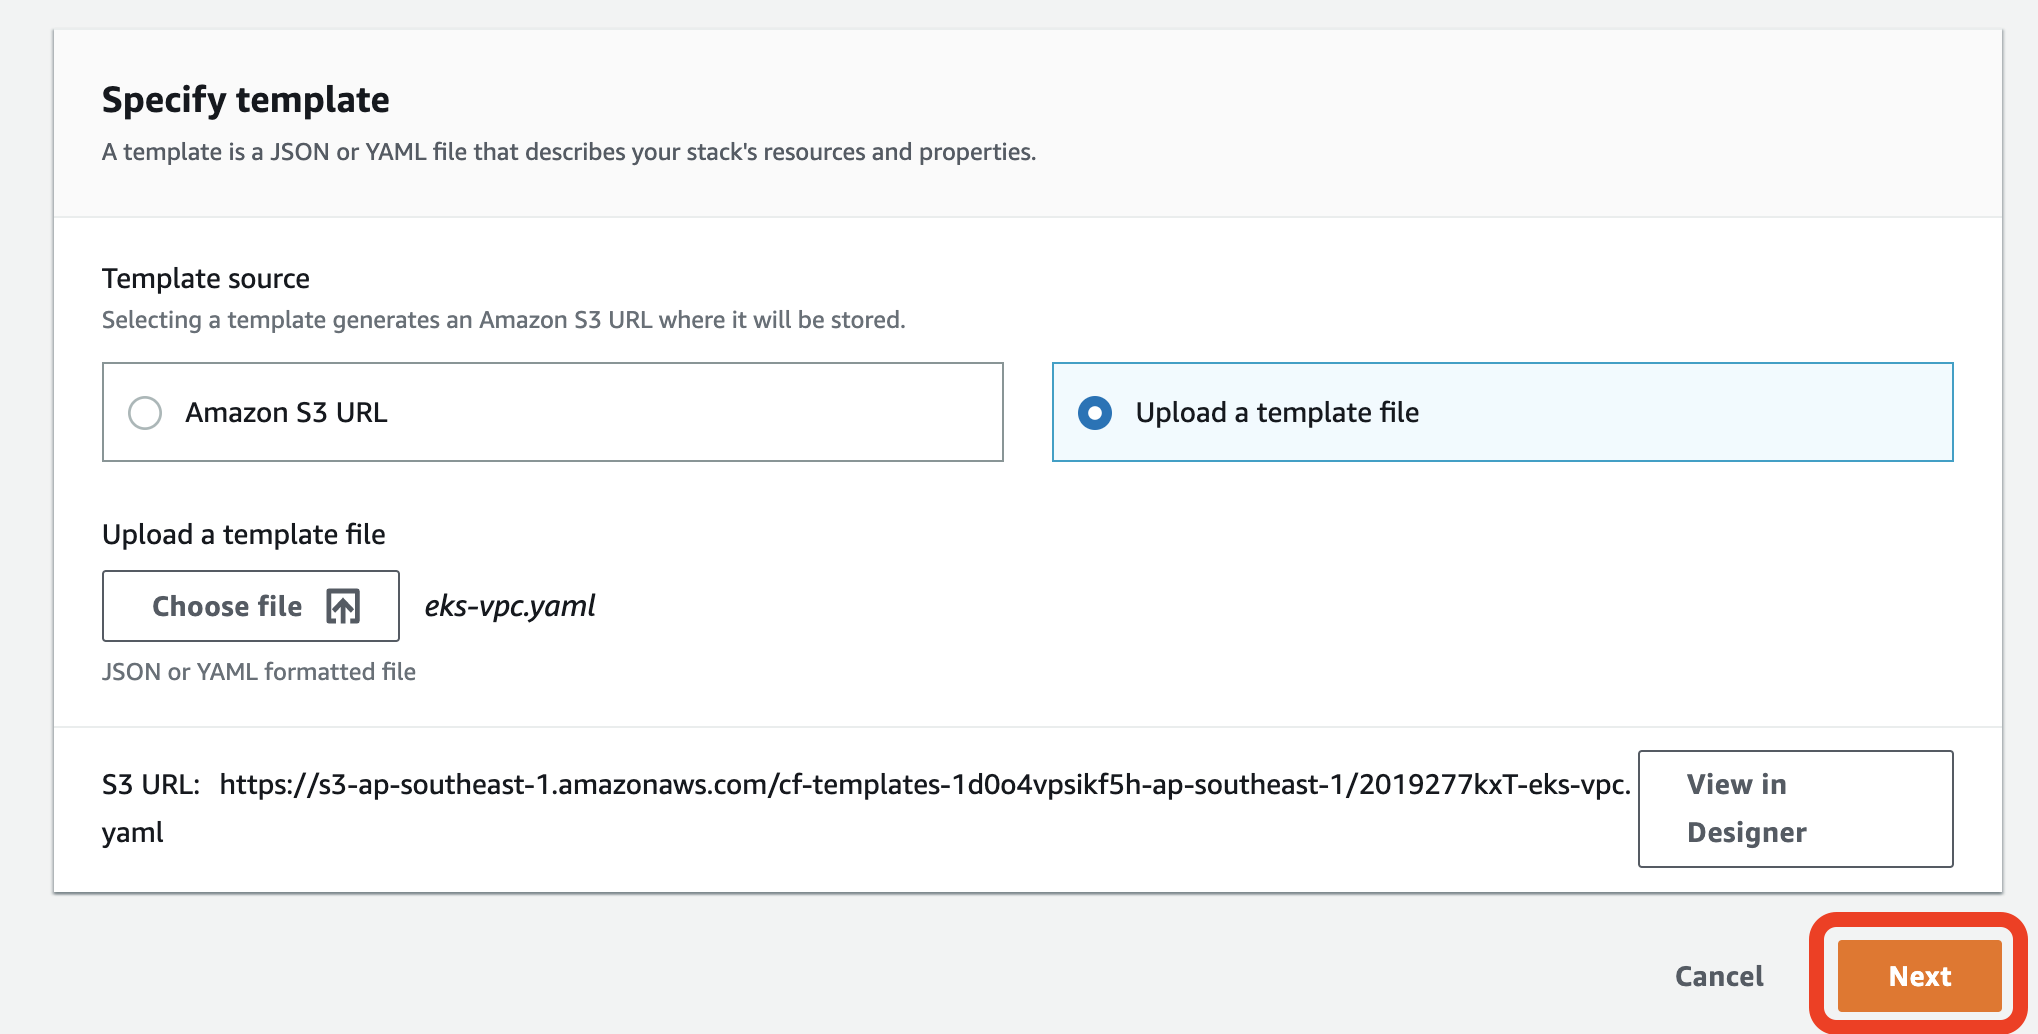 Specify template
A template is a JSON or YAML file that describes your stack's resources and properties.
Template source
Selecting a template generates an Amazon S3 URL where it will be stored.
Amazon S3 URL
Upload a template file
Upload a template file
Choose file
eks-vpc.yaml
JSON or YAML formatted file
S3 URL: https://s3-ap-southeast-1.amazonaws.com/cf-templates-1d0o4vpsikf5h-ap-southeast-1/2019277kxT-eks-vpc.
yaml
View in
Designer
Cancel
Next